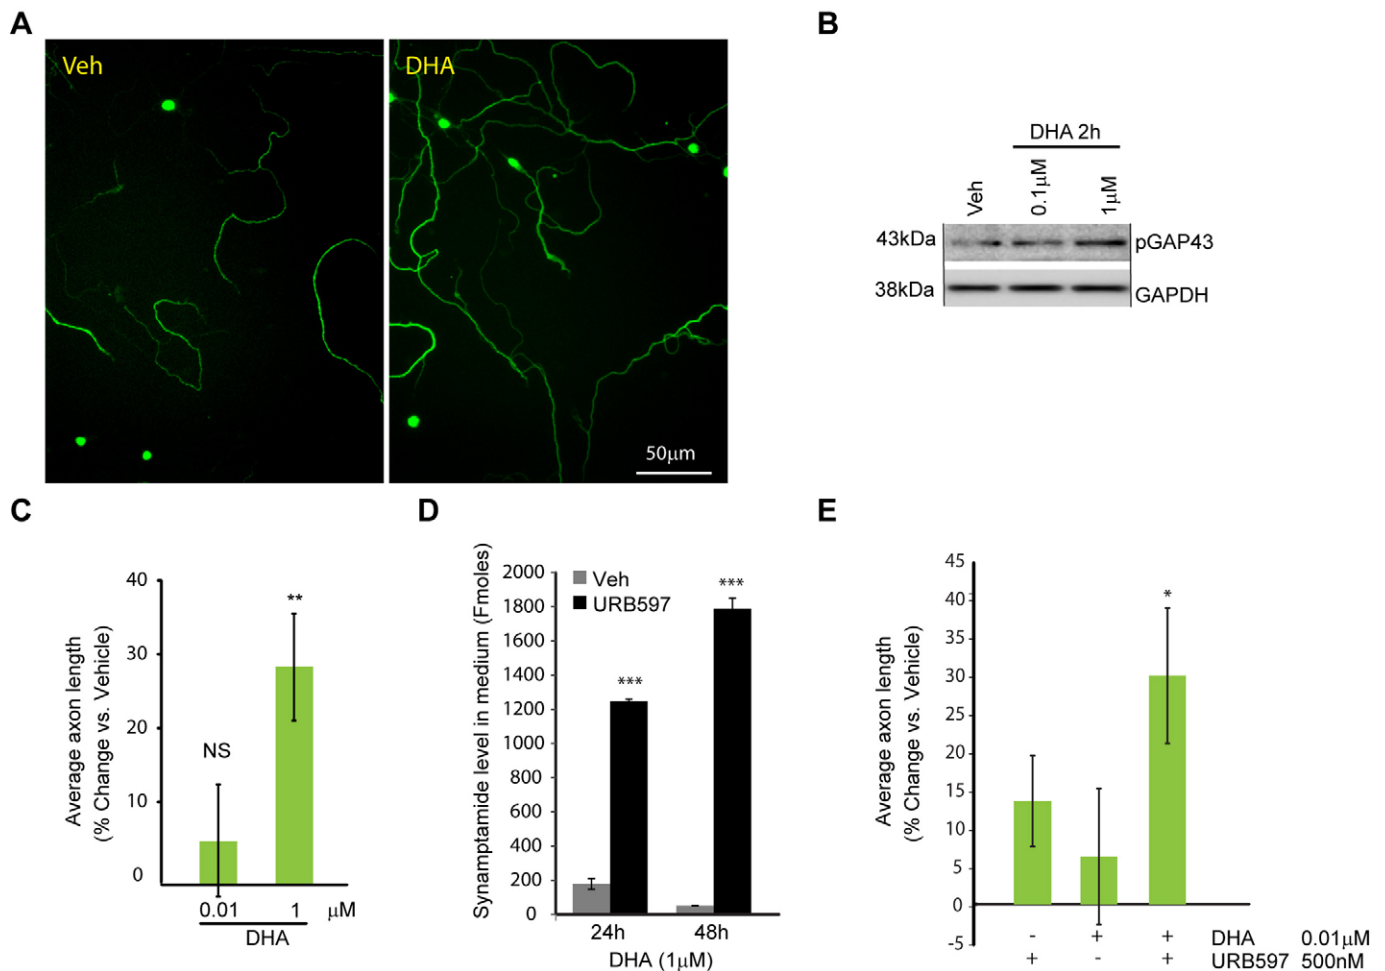 A
Veh
DHA
50μm
B
DHA 2h
Veh
0.1μM
1μM
43kDa
pGAP43
38kDa
GAPDH
C
Average axon length
(% Change vs. Vehicle)
40
30
20
10
0
NS
**
0.01
1
μM
DHA
D
Synamptamide level in medium (Fmoles)
2000
1800
1600
1400
1200
1000
800
600
400
200
0
Veh
URB597
***
***
24h
48h
DHA (1μM)
E
Average axon length
(% Change vs. Vehicle)
45
40
35
30
25
20
15
10
5
0
-5
*
- + + DHA 0.01μM
+ - + URB597 500nM